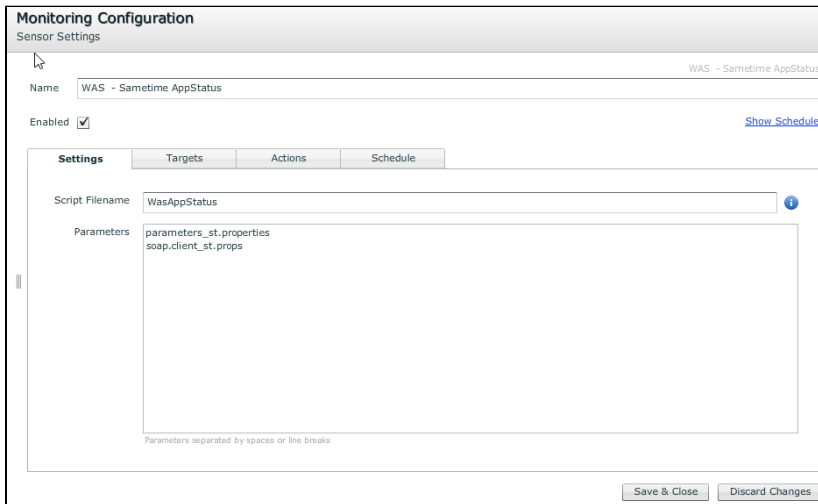 Monitoring Configuration
Sensor Settings
WAS - Sametime AppStatus
Name WAS - Sametime AppStatus
Enabled
Show Schedule
Settings Targets Actions Schedule
Script Filename WasAppStatus
Parameters parameters_st.properties
soap.client_st.props
Parameters separated by spaces or line breaks
Save & Close Discard Changes